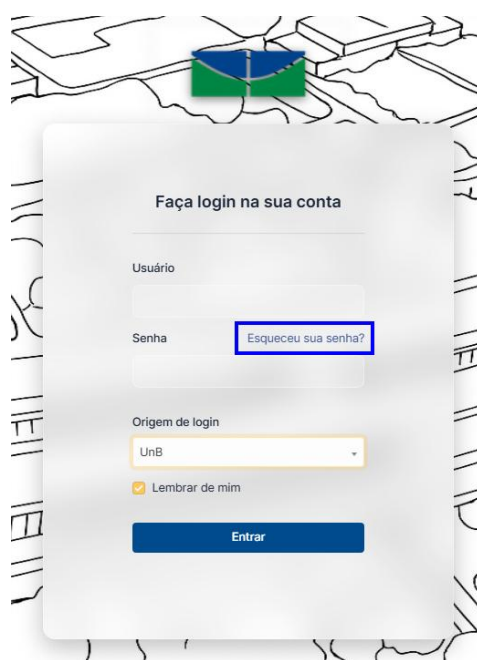 Faça login na sua conta
Usuário
Senha Esqueceu sua senha?
Origem de login
UnB
Lembrar de mim
Entrar